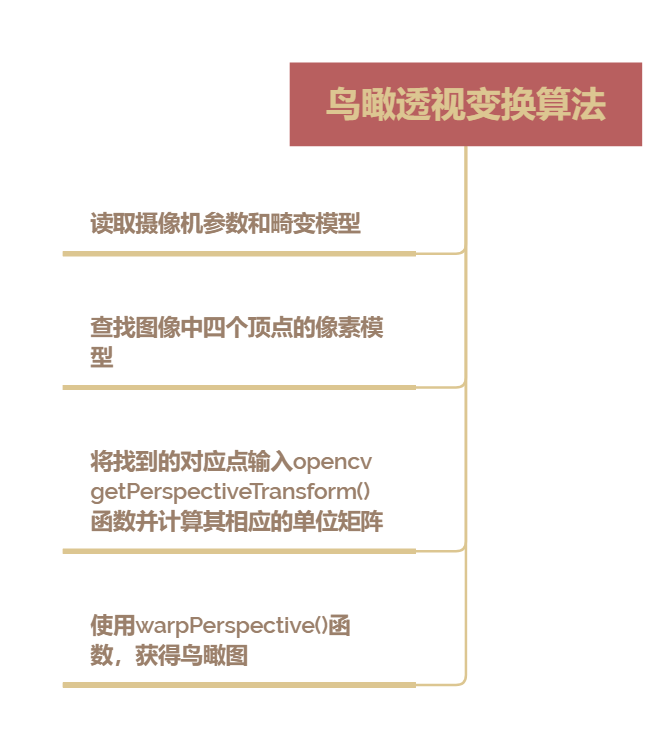 鸟瞰透视变换算法
读取摄像机参数和畸变模型
查找图像中四个顶点的像素模
型
将找到的对应点输入opencv
getPerspectiveTransform()
函数并计算其相应的单位矩阵
使用warpPerspective()函
数，获得鸟瞰图